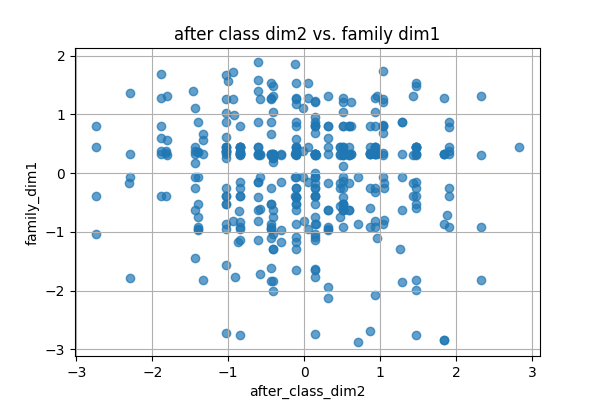 after class dim2 vs. family dim1
2
1
0
−1
−2
−3
family_dim1
−3 −2 −1 0 1 2 3
after_class_dim2